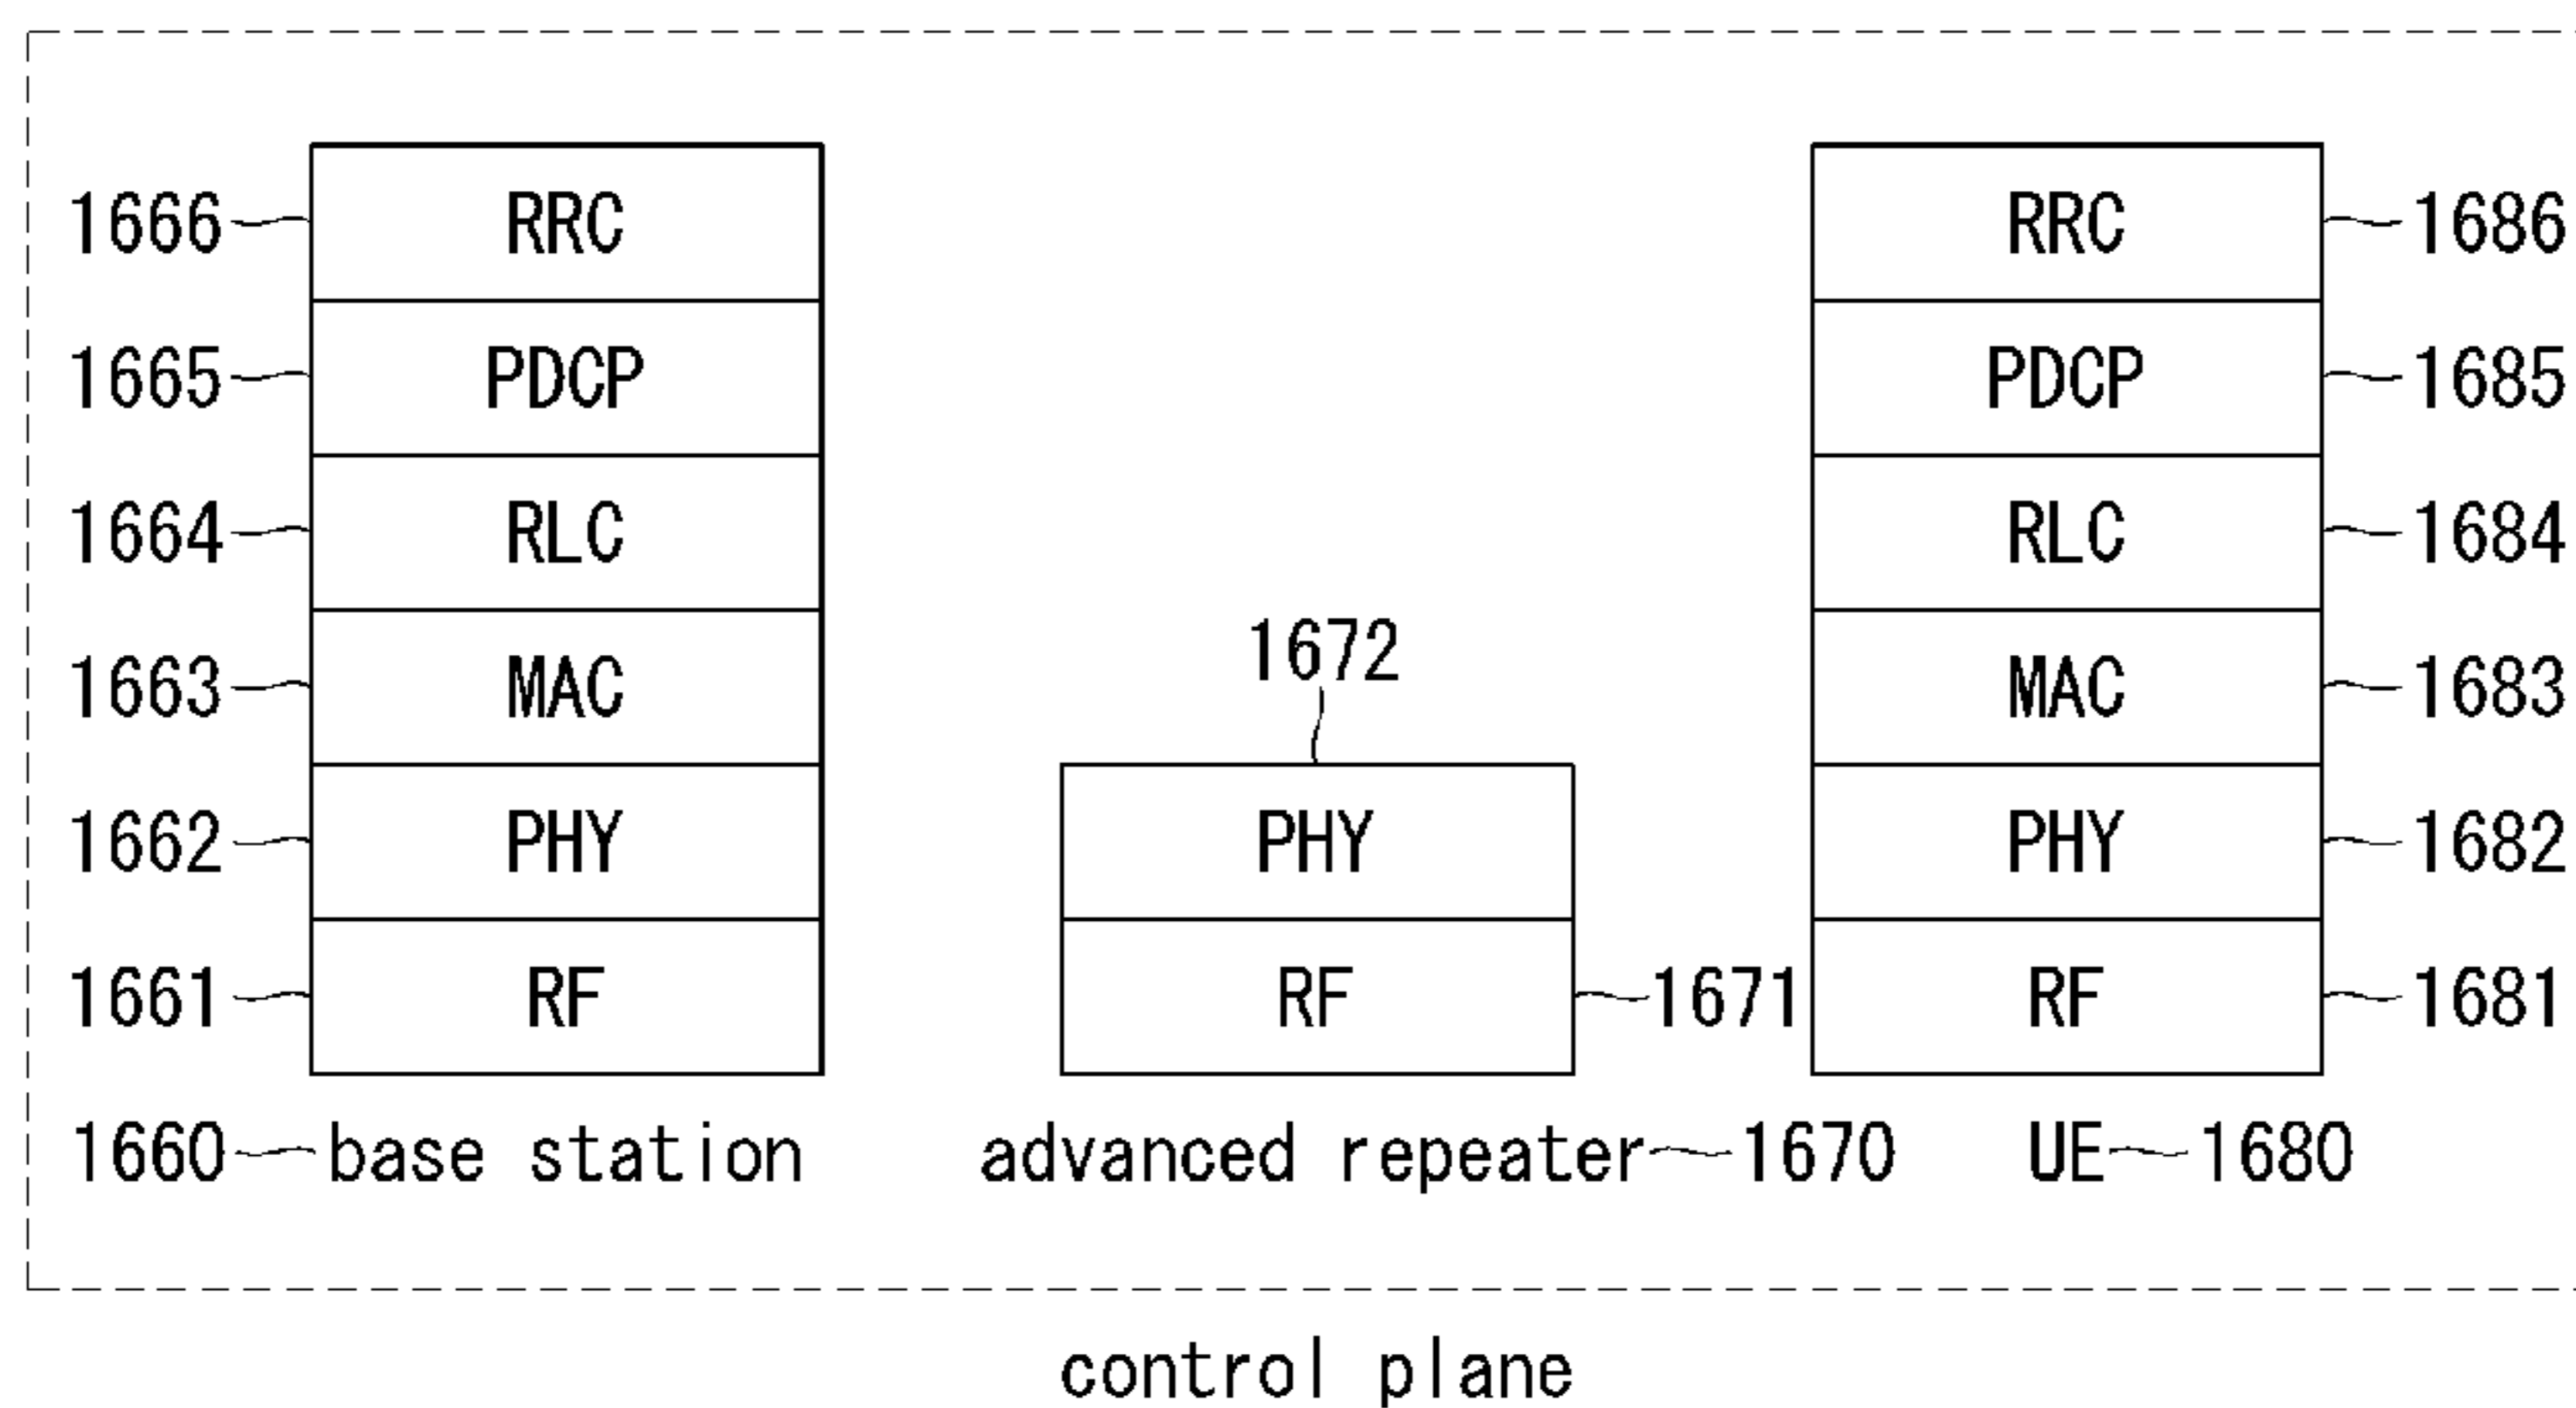 1666 RRC RRC 1686
1665 PDCP PDCP 1685
1664 RLC RLC 1684
1663 MAC 1672 MAC 1683
1662 PHY PHY PHY 1682
1661 RF RF 1671 RF 1681
1660 base station advanced repeater 1670 UE 1680
control plane